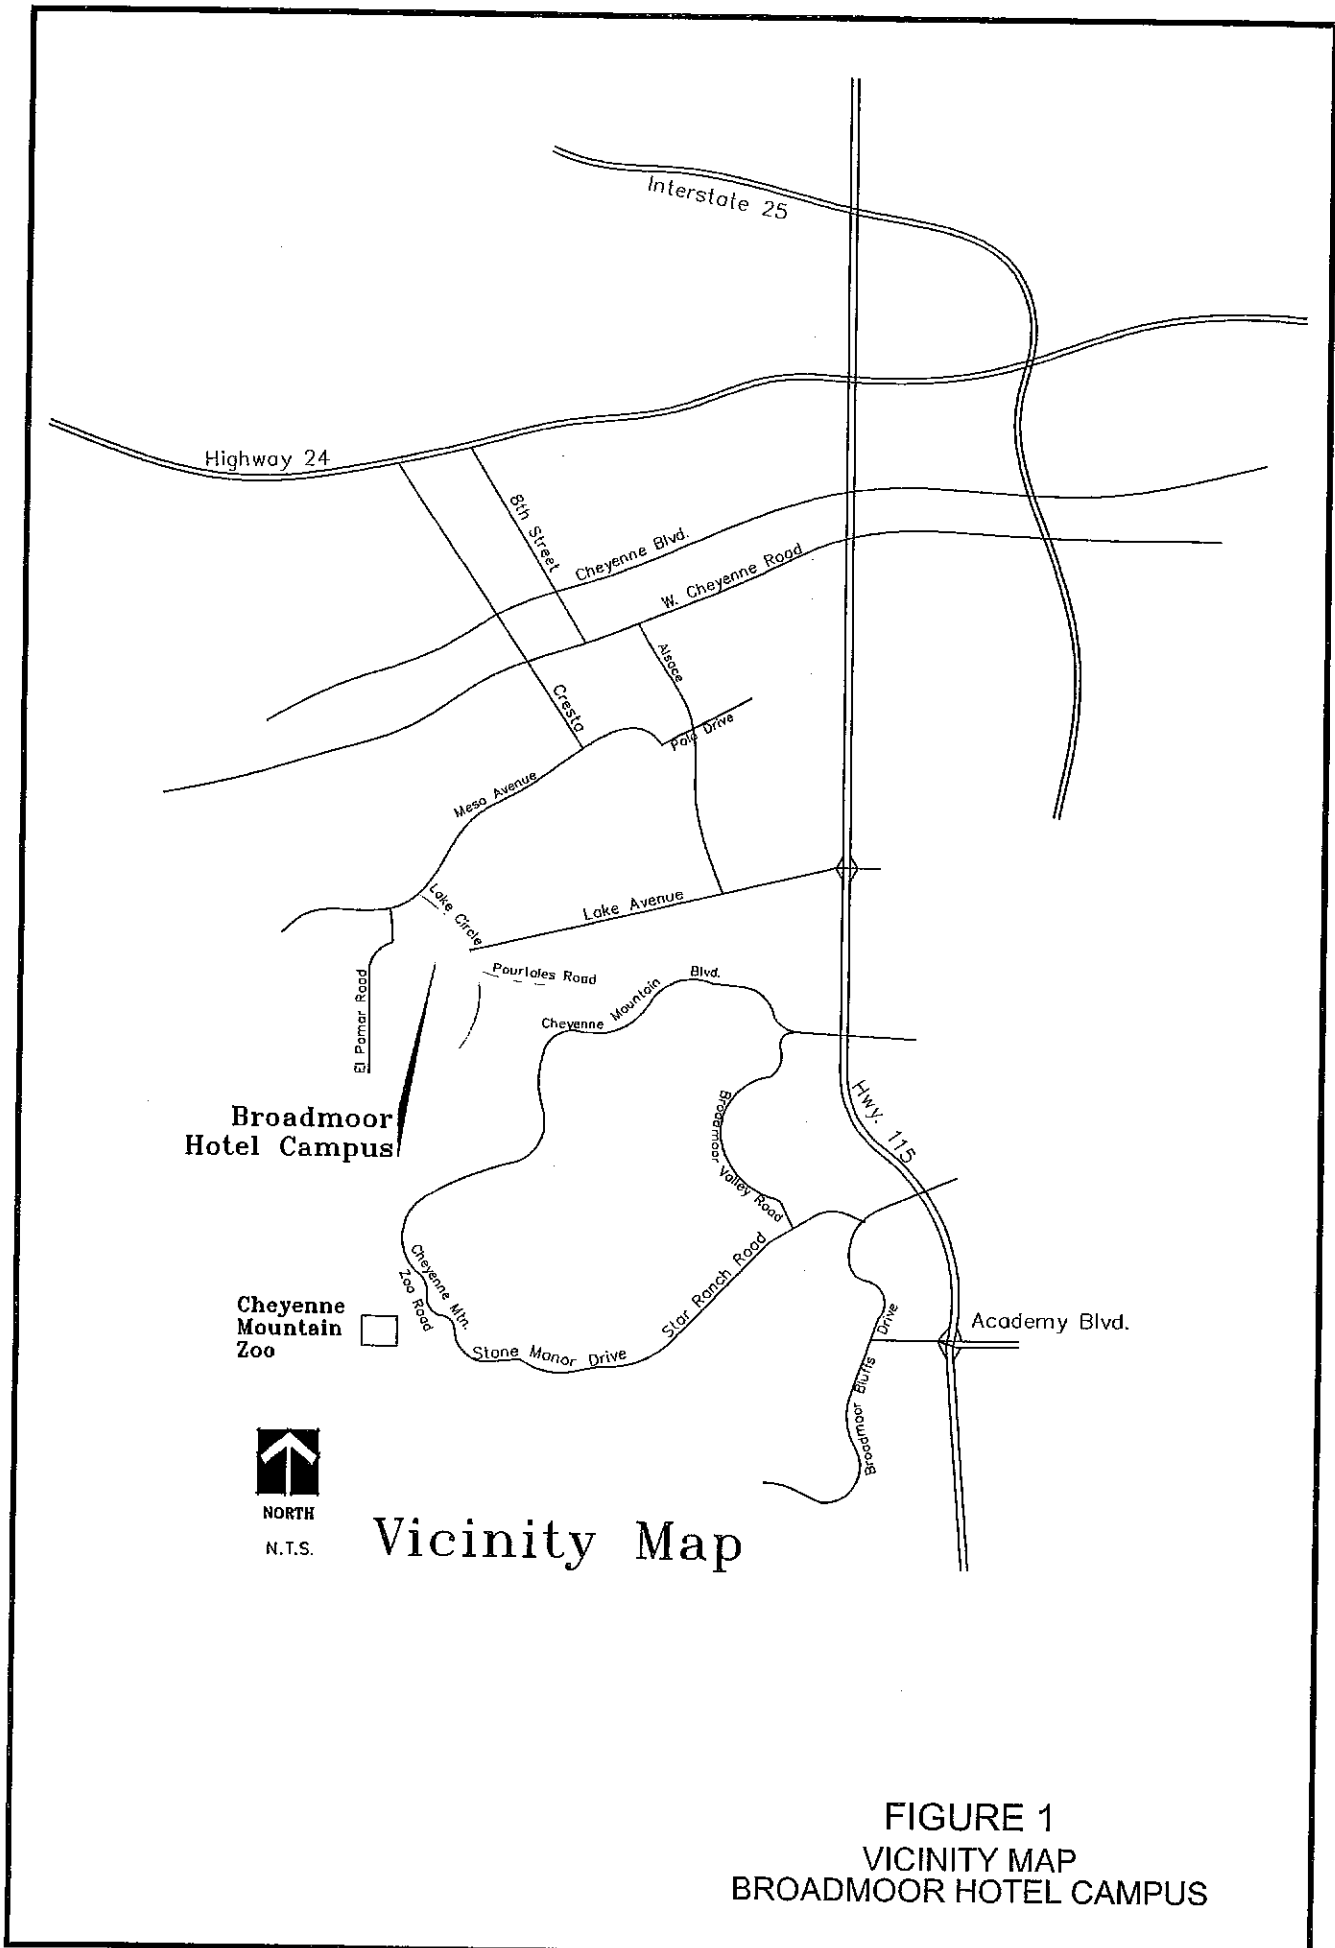 Interstate 25
Highway 24
8th Street
Cheyenne Blvd.
W. Cheyenne Road
Alsace
Cresta
Polo Drive
Mesa Avenue
Lake Circle
Lake Avenue
Pourtales Road
Cheyenne Mountain Blvd.
El Pomar Road
Broadmoor
Hotel Campus
Hwy. 115
Broadmoor Valley Road
Star Ranch Road
Cheyenne Mtn.
Zoo Road
Cheyenne
Mountain
Zoo
Stone Manor Drive
Academy Blvd.
Broadmoor Bluffs Drive
NORTH
N.T.S.
Vicinity Map
FIGURE 1
VICINITY MAP
BROADMOOR HOTEL CAMPUS